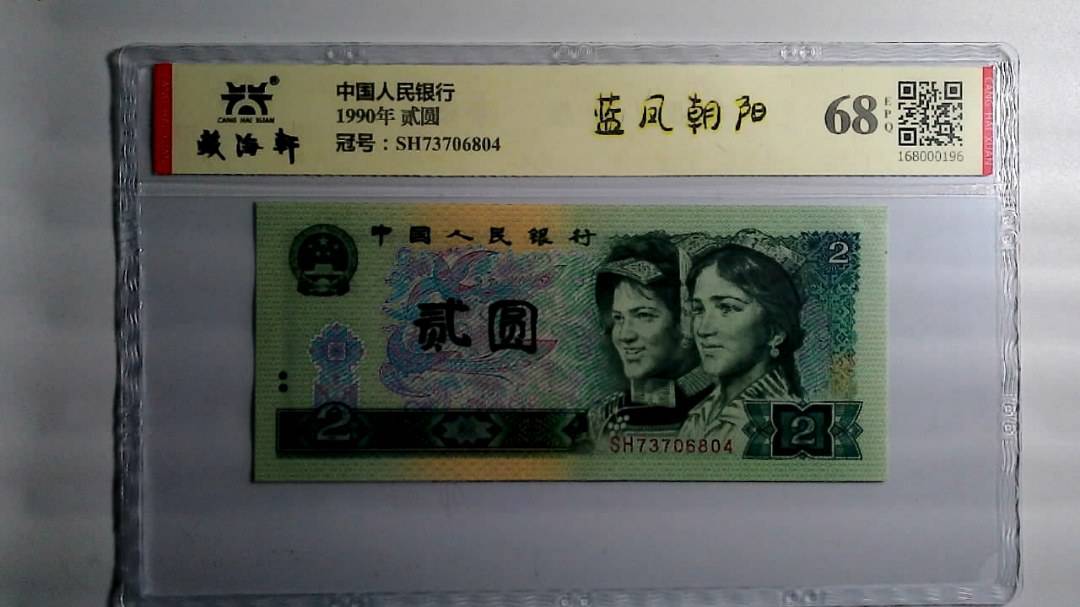 CANG HAI XUAN
藏海轩
中国人民银行
1990年 贰圆
冠号：SH73706804
蓝凤朝阳
68
EPQ
168000196
CANG HAI XUAN
中国人民银行
2
贰圆
2
SH73706804
2